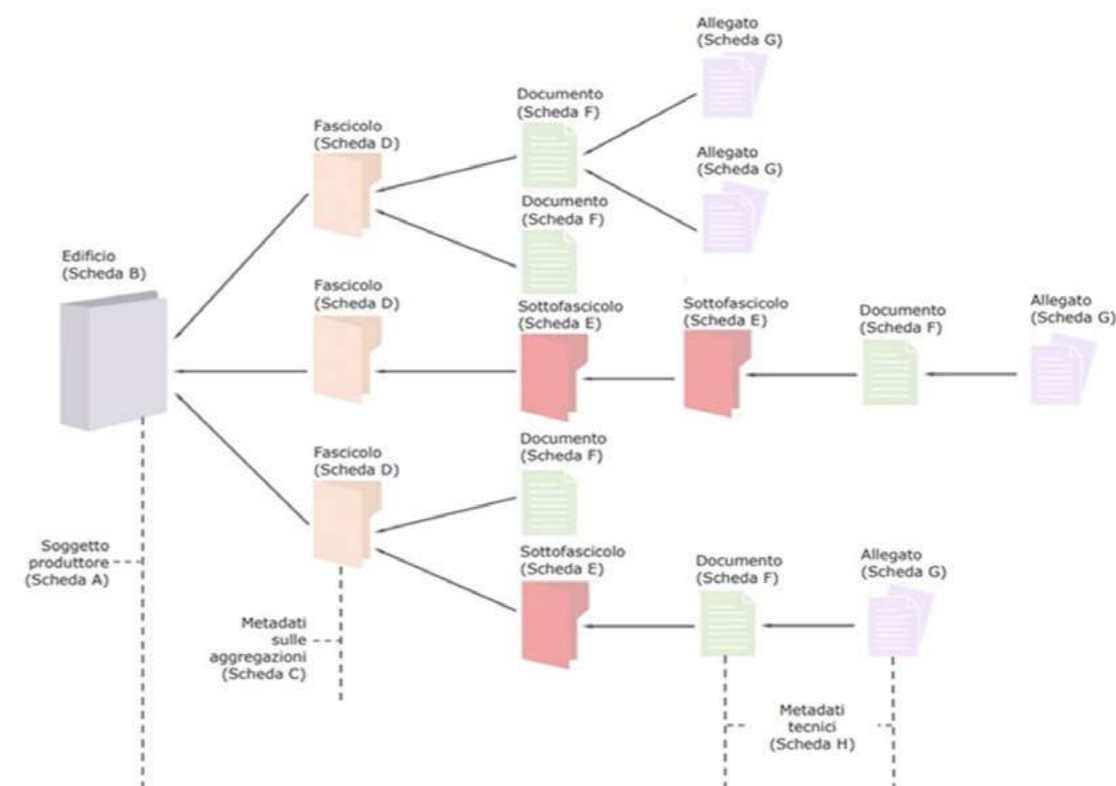 Allegato
(Scheda G)
Documento
(Scheda F)
Fascicolo
(Scheda D)
Allegato
(Scheda G)
Documento
(Scheda F)
Edificio
(Scheda B)
Fascicolo
(Scheda D)
Sottofascicolo
(Scheda E)
Sottofascicolo
(Scheda E)
Documento
(Scheda F)
Allegato
(Scheda G)
Fascicolo
(Scheda D)
Documento
(Scheda F)
Soggetto
produttore
(Scheda A)
Sottofascicolo
(Scheda E)
Documento
(Scheda F)
Allegato
(Scheda G)
Metadati
sulle
aggregazioni
(Scheda C)
Metadati
tecnici
(Scheda H)